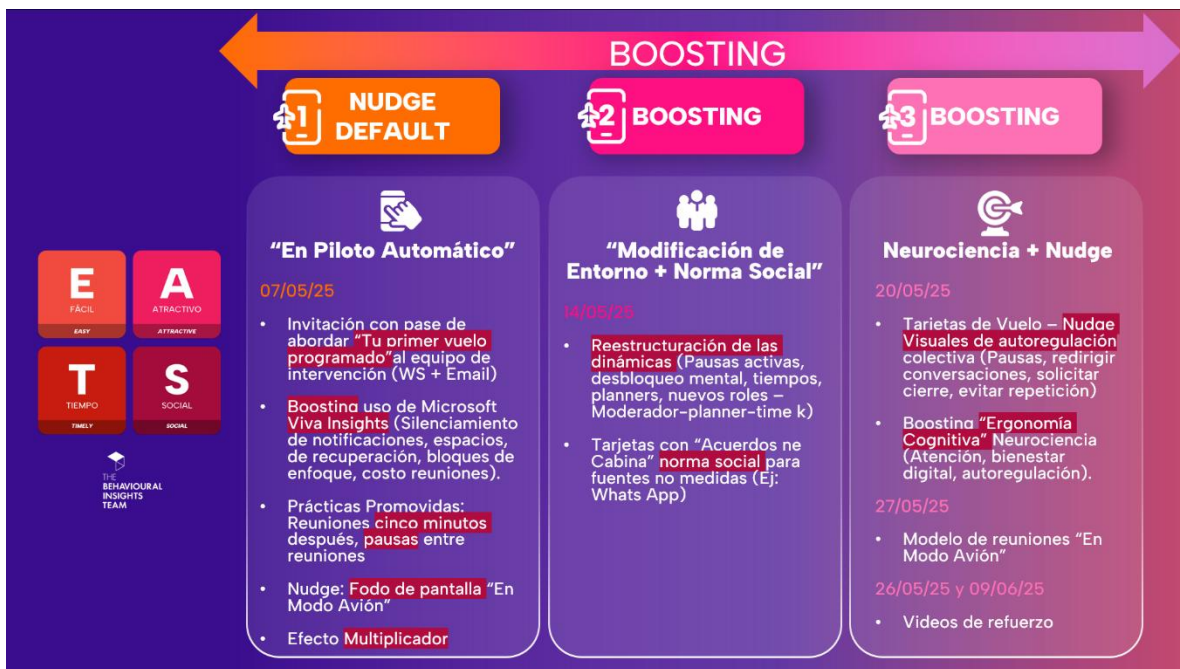 BOOSTING
1
NUDGE
DEFAULT
2
BOOSTING
3
BOOSTING
E
FÁCIL
EASY
A
ATRACTIVO
ATTRACTIVE
T
TIEMPO
TIMELY
S
SOCIAL
SOCIAL
THE
BEHAVIOURAL
INSIGHTS
TEAM
“En Piloto Automático”
07/05/25
• Invitación con pase de
abordar “Tu primer vuelo
programado”al equipo de
intervención (WS + Email)
• Boosting uso de Microsoft
Viva Insights (Silenciamiento
de notificaciones, espacios,
de recuperación, bloques de
enfoque, costo reuniones).
• Prácticas Promovidas:
Reuniones cinco minutos
después, pausas entre
reuniones
• Nudge: Fodo de pantalla “En
Modo Avión”
• Efecto Multiplicador
“Modificación de
Entorno + Norma Social”
14/05/25
• Reestructuración de las
dinámicas (Pausas activas,
desbloqueo mental, tiempos,
planners, nuevos roles –
Moderador-planner-time k)
• Tarjetas con “Acuerdos ne
Cabina” norma social para
fuentes no medidas (Ej:
Whats App)
Neurociencia + Nudge
20/05/25
• Tarietas de Vuelo – Nudge
Visuales de autoregulación
colectiva (Pausas, redirigir
conversaciones, solicitar
cierre, evitar repetición)
• Boosting “Ergonomía
Cognitiva” Neurociencia
(Atención, bienestar
digital, autoregulación).
27/05/25
• Modelo de reuniones “En
Modo Avión”
26/05/25 y 09/06/25
• Videos de refuerzo